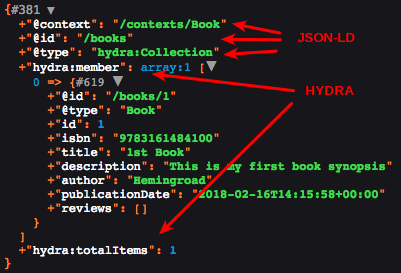 {#381 ▼
+"@context": "/contexts/Book"
+"@id": "/books"
+"@type": "hydra:Collection"
JSON-LD
+"hydra:member": array:1 [▼
HYDRA
0 => {#619 ▼
+"@id": "/books/1"
+"@type": "Book"
+"id": 1
+"isbn": "9783161484100"
+"title": "1st Book"
+"description": "This is my first book synopsis"
+"author": "Hemingroad"
+"publicationDate": "2018-02-16T14:15:58+00:00"
+"reviews": []
}
]
+"hydra:totalItems": 1
}